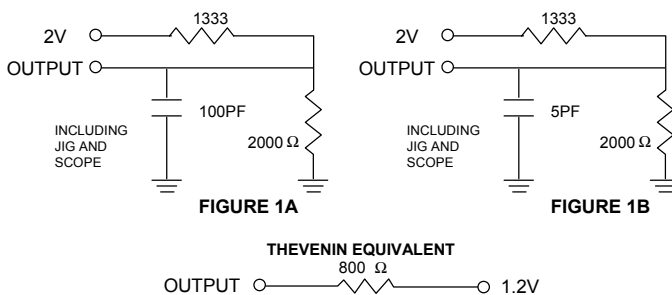 1333
2V
OUTPUT
100PF
INCLUDING
JIG AND
SCOPE
2000 Ω
FIGURE 1A
1333
2V
OUTPUT
5PF
INCLUDING
JIG AND
SCOPE
2000 Ω
FIGURE 1B
THEVENIN EQUIVALENT
800 Ω
OUTPUT
1.2V